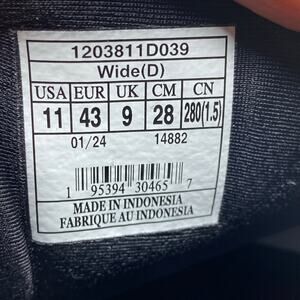 1203811D039
Wide(D)
USA EUR UK CM CN
11 43 9 28 280(1.5)
01/24 14882
1 95394 30465 7
MADE IN INDONESIA
FABRIQUE AU INDONESIA